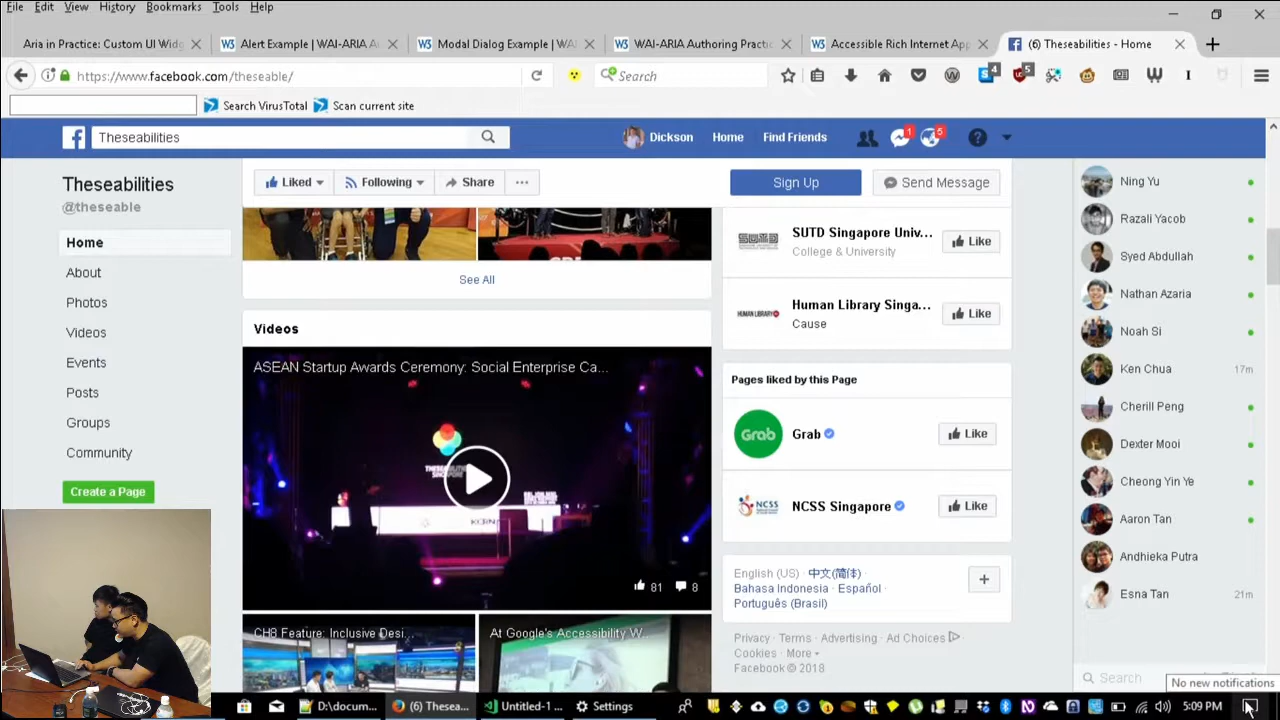 File Edit View History Bookmarks Tools Help
Aria in Practice: Custom UI Widg
Alert Example | WAI-ARIA A
Modal Dialog Example | WAI
WAI-ARIA Authoring Practi
Accessible Rich Internet App
(6) Theseabilities - Home
https://www.facebook.com/theseable/
Search
4
5
Search VirusTotal
Scan current site
Theseabilities
Dickson
Home
Find Friends
1
5
Theseabilities
@theseable
Home
About
Photos
Videos
Events
Posts
Groups
Community
Create a Page
Liked
Following
Share
Sign Up
Send Message
See All
Videos
ASEAN Startup Awards Ceremony: Social Enterprise Ca...
81
8
CH8 Feature: Inclusive Desi...
At Google's Accessibility W...
SUTD Singapore Univ...
College & University
Like
Human Library Singa...
Cause
Like
Pages liked by this Page
Grab
Like
NCSS Singapore
Like
English (US) · 中文(简体) ·
Bahasa Indonesia · Español ·
Português (Brasil)
Privacy · Terms · Advertising · Ad Choices ·
Cookies · More
Facebook © 2018
Ning Yu
Razali Yacob
Syed Abdullah
Nathan Azaria
Noah Si
Ken Chua 17m
Cherill Peng
Dexter Mooi
Cheong Yin Ye
Aaron Tan
Andhieka Putra
Esna Tan 21m
Search
No new notifications
D:\docum...
(6) Thesea...
Untitled-1 ...
Settings
5:09 PM